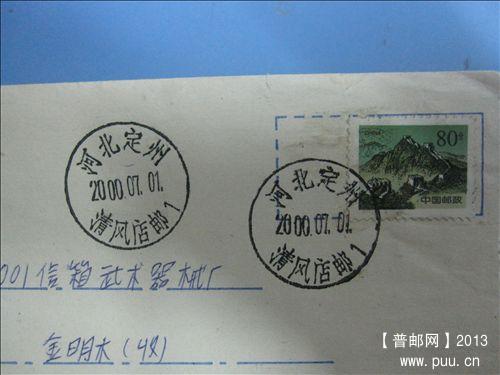 河北定州
2000.07.01.
清风店邮1
河北定州
2000.07.01.
清风店邮1
80分
中国邮政
001信箱武术器械厂
金明木(收)
【普邮网】2013
www.puu.cn